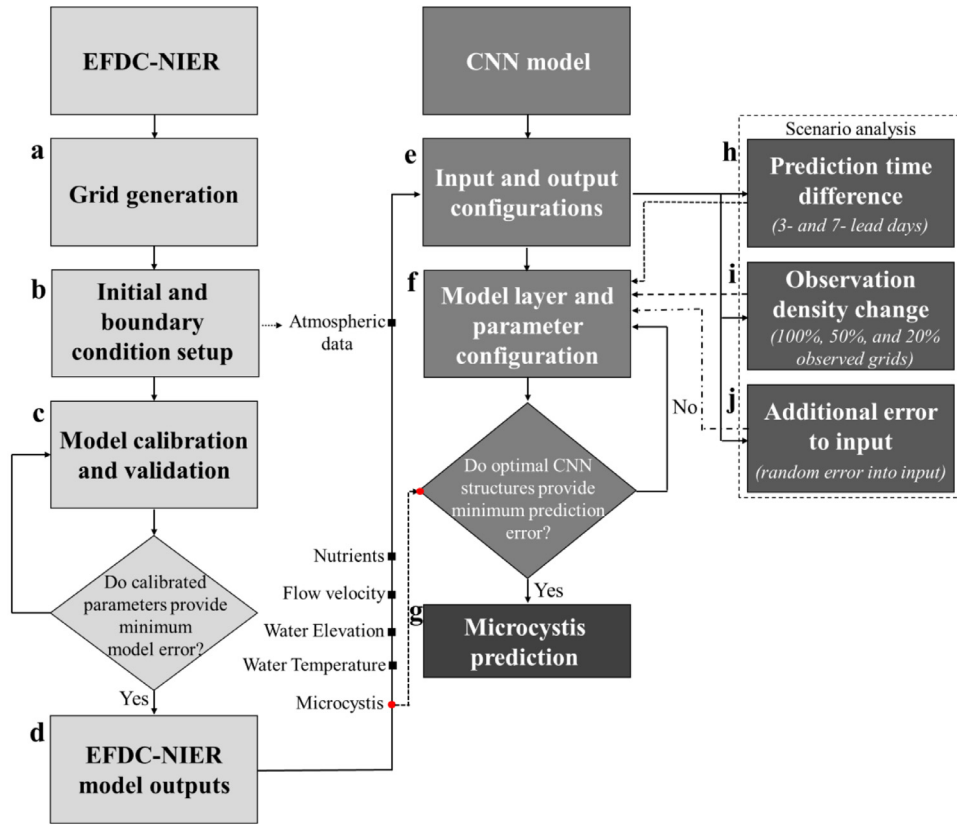 EFDC-NIER
a
Grid generation
b
Initial and
boundary
condition setup
Atmospheric
data
c
Model calibration
and validation
Do calibrated
parameters provide
minimum
model error?
Yes
d
EFDC-NIER
model outputs
Nutrients
Flow velocity
Water Elevation
Water Temperature
Microcystis
CNN model
e
Input and output
configurations
f
Model layer and
parameter
configuration
No
Do optimal CNN
structures provide
minimum prediction
error?
Yes
g
Microcystis
prediction
Scenario analysis
h
Prediction time
difference
(3- and 7- lead days)
i
Observation
density change
(100%, 50%, and 20%
observed grids)
j
Additional error
to input
(random error into input)